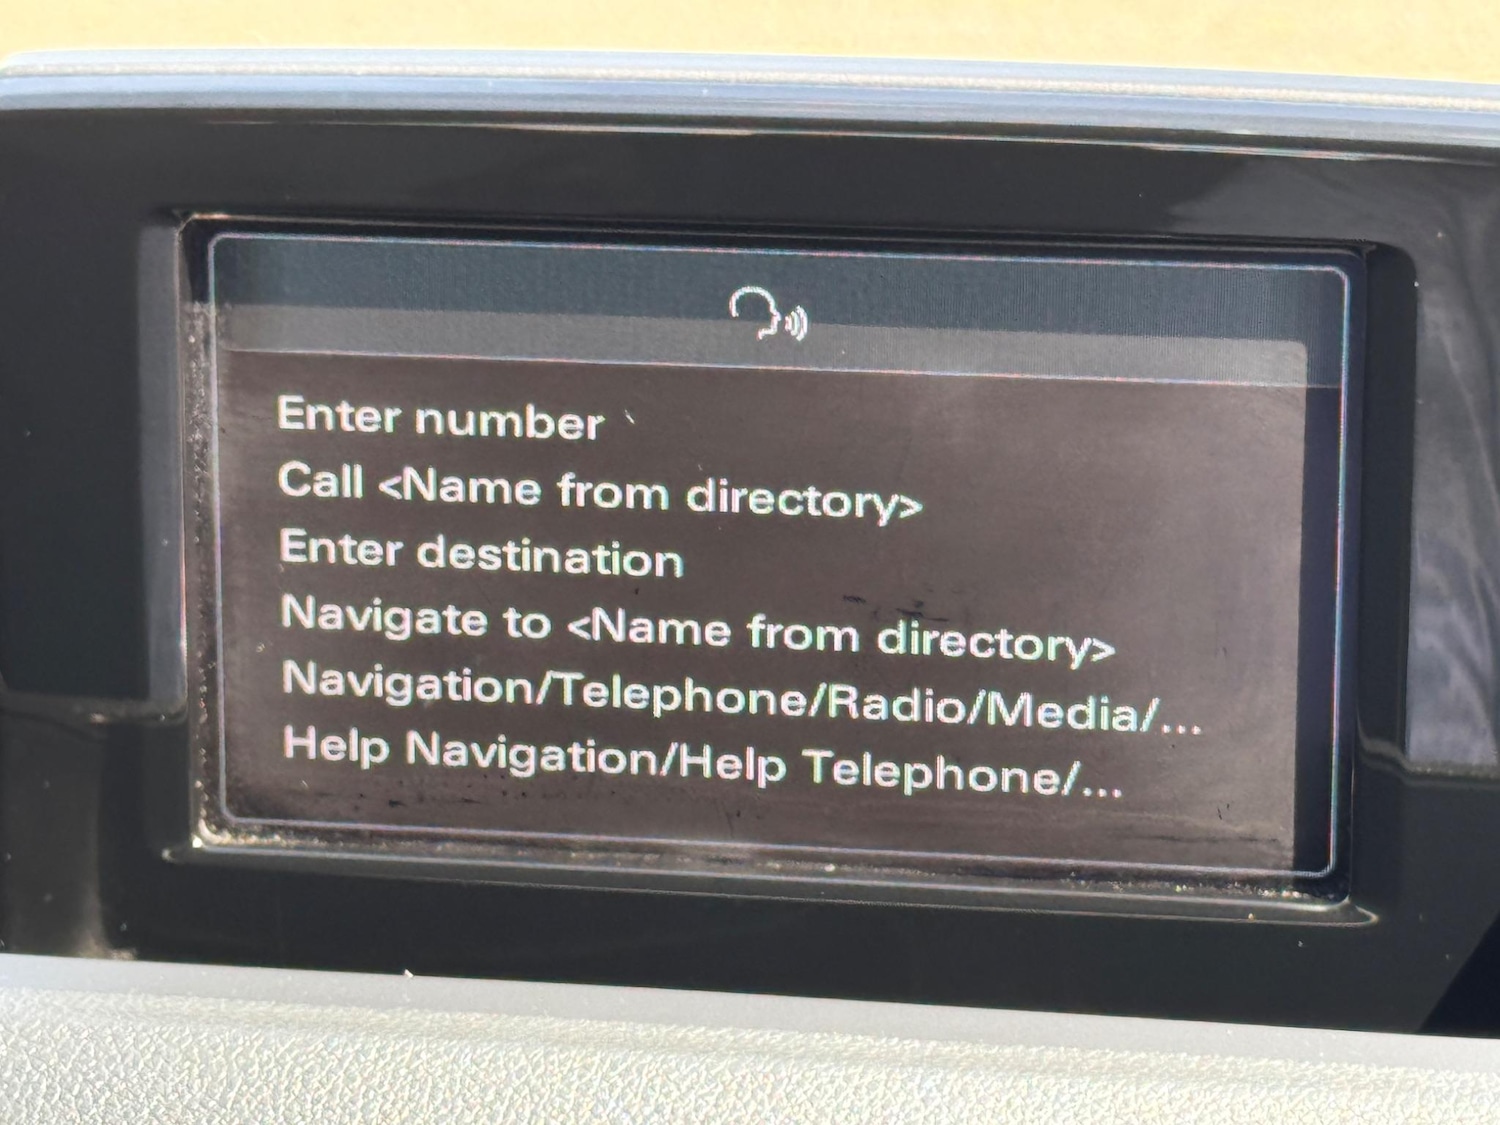 Enter number
Call <Name from directory>
Enter destination
Navigate to <Name from directory>
Navigation/Telephone/Radio/Media/...
Help Navigation/Help Telephone/...